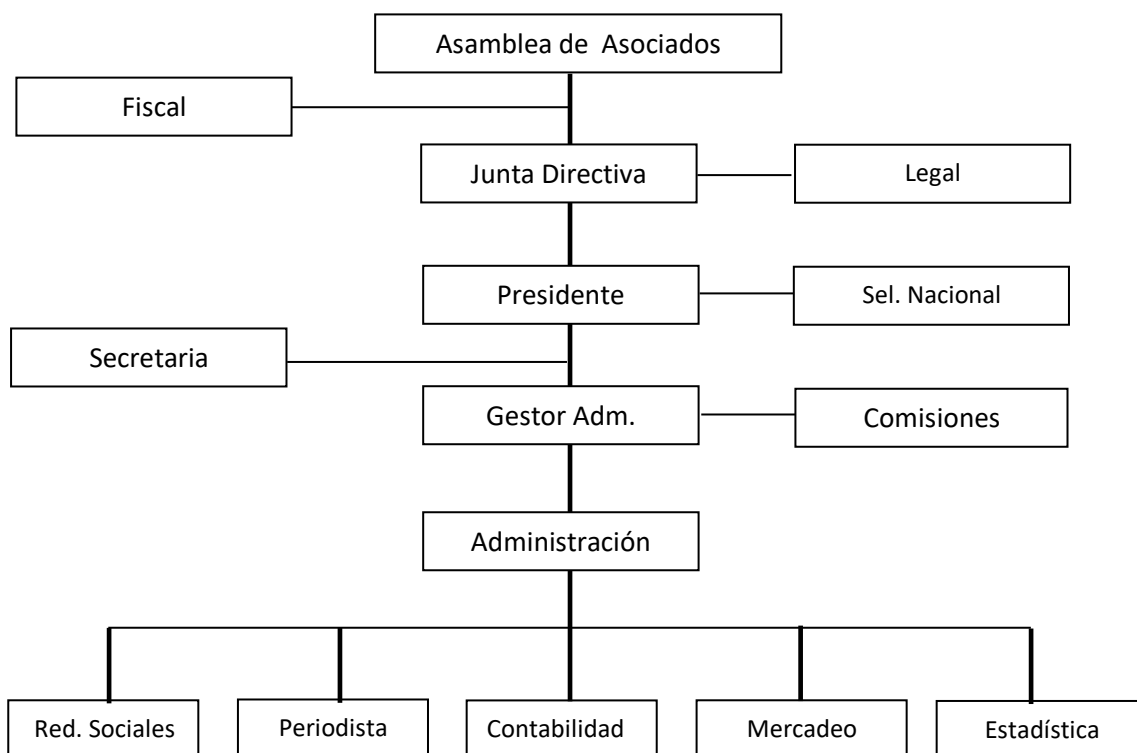 Asamblea de Asociados
Fiscal
Junta Directiva
Legal
Presidente
Sel. Nacional
Secretaria
Gestor Adm.
Comisiones
Administración
Red. Sociales
Periodista
Contabilidad
Mercadeo
Estadística